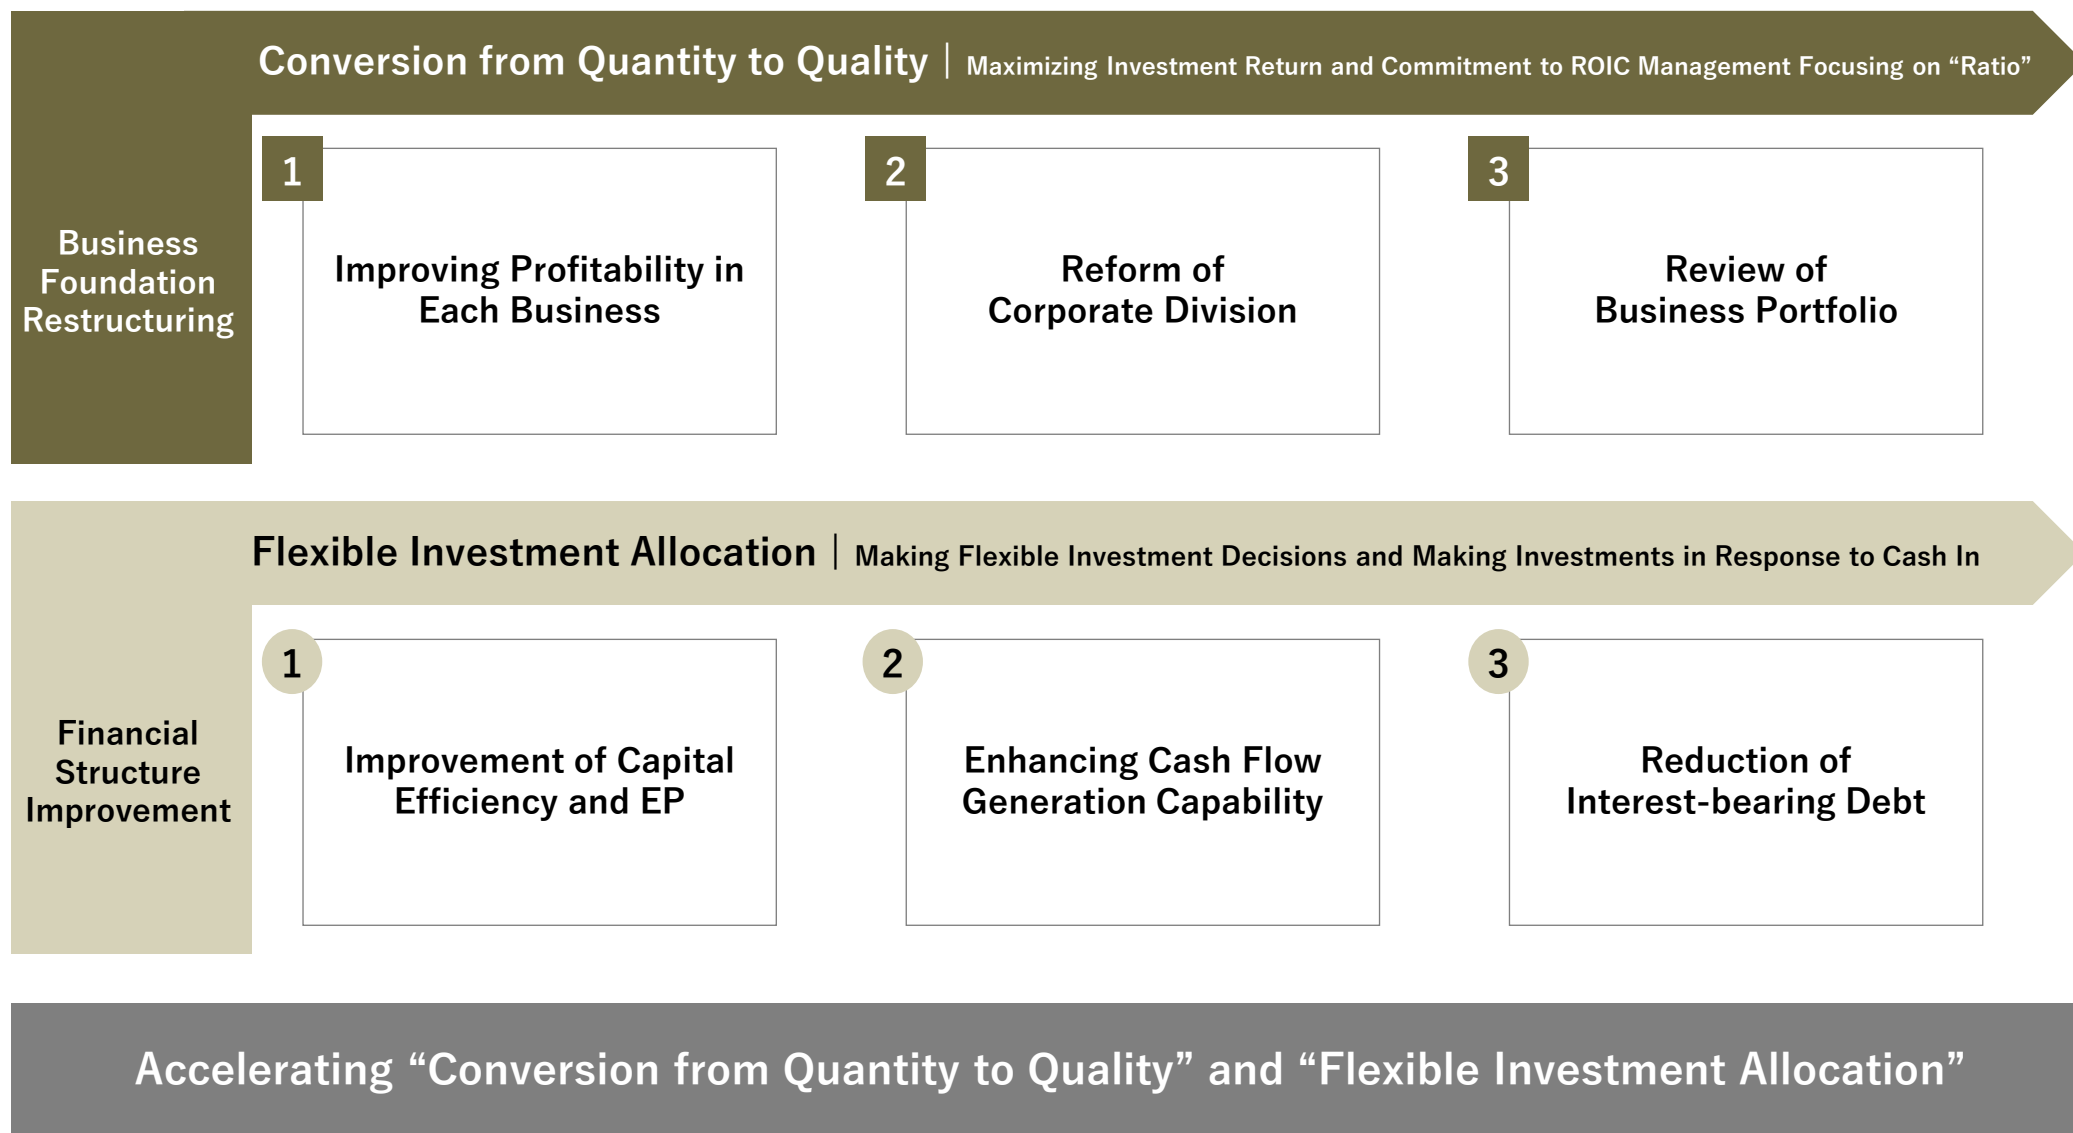 Conversion from Quantity to Quality | Maximizing Investment Return and Commitment to ROIC Management Focusing on “Ratio”
Business
Foundation
Restructuring
1
Improving Profitability in
Each Business
2
Reform of
Corporate Division
3
Review of
Business Portfolio
Flexible Investment Allocation | Making Flexible Investment Decisions and Making Investments in Response to Cash In
Financial
Structure
Improvement
1
Improvement of Capital
Efficiency and EP
2
Enhancing Cash Flow
Generation Capability
3
Reduction of
Interest-bearing Debt
Accelerating “Conversion from Quantity to Quality” and “Flexible Investment Allocation”